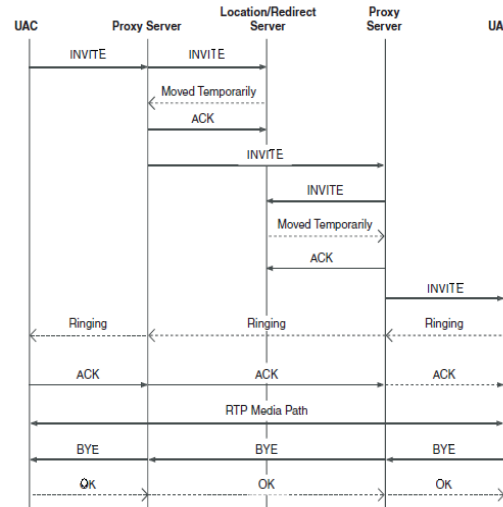 Location/Redirect Proxy
UAC Proxy Server Server Server UA
INVITE INVITE
Moved Temporarily
ACK
INVITE
INVITE
Moved Temporarily
ACK
INVITE
Ringing Ringing Ringing
ACK ACK ACK
RTP Media Path
BYE BYE BYE
OK OK OK